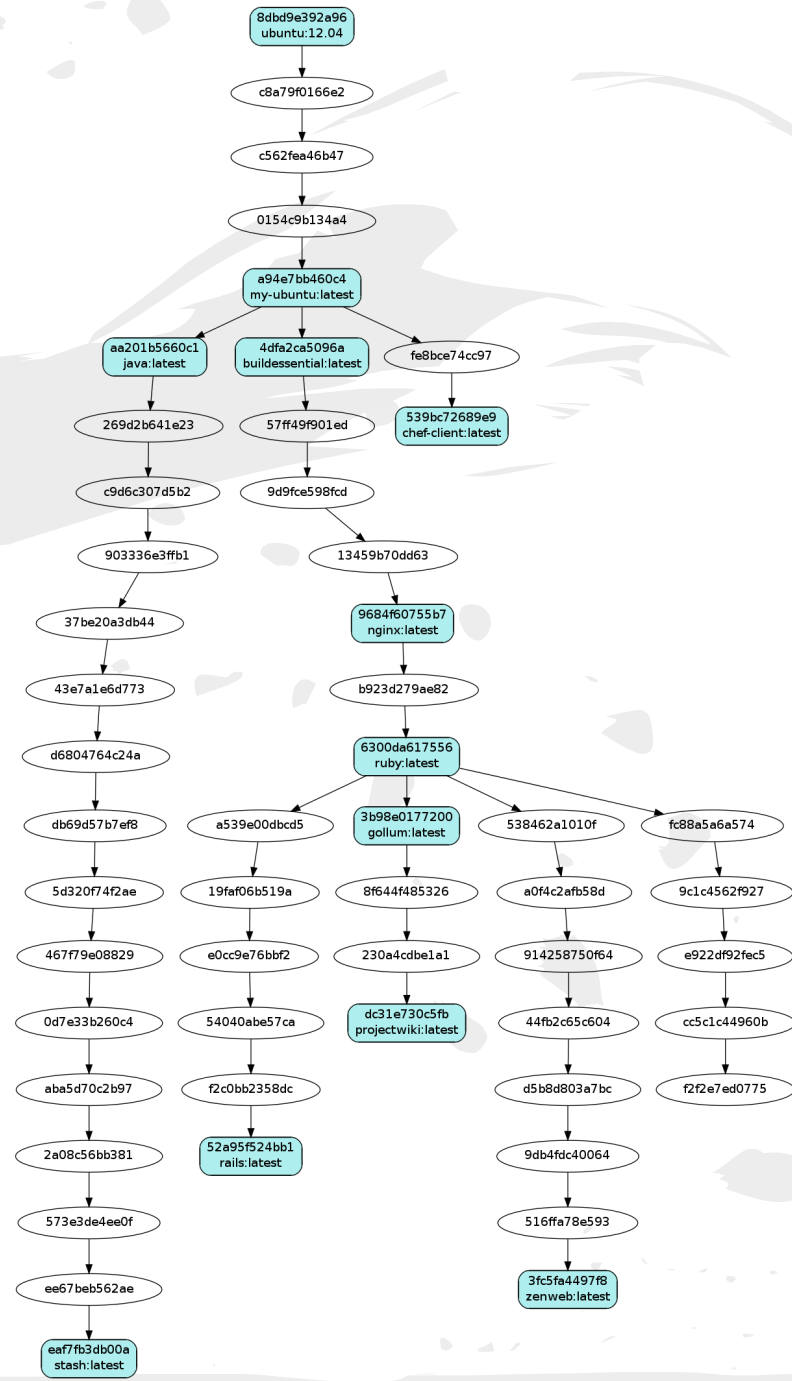 8dbd9e392a96
ubuntu:12.04
c8a79f0166e2
c562fea46b47
0154c9b134a4
a94e7bb460c4
my-ubuntu:latest
aa201b5660c1
java:latest
4dfa2ca5096a
buildessential:latest
fe8bce74cc97
269d2b641e23
57ff49f901ed
539bc72689e9
chef-client:latest
c9d6c307d5b2
9d9fce598fcd
903336e3ffb1
13459b70dd63
37be20a3db44
9684f60755b7
nginx:latest
43e7a1e6d773
b923d279ae82
d6804764c24a
6300da617556
ruby:latest
db69d57b7ef8
a539e00dbcd5
3b98e0177200
gollum:latest
538462a1010f
fc88a5a6a574
5d320f74f2ae
19faf06b519a
8f644f485326
a0f4c2afb58d
9c1c4562f927
467f79e08829
e0cc9e76bbf2
230a4cdbe1a1
914258750f64
e922df92fec5
0d7e33b260c4
54040abe57ca
dc31e730c5fb
projectwiki:latest
44fb2c65c604
cc5c1c44960b
aba5d70c2b97
f2c0bb2358dc
d5b8d803a7bc
f2f2e7ed0775
2a08c56bb381
52a95f524bb1
rails:latest
9db4fdc40064
573e3de4ee0f
516ffa78e593
ee67beb562ae
3fc5fa4497f8
zenweb:latest
eaf7fb3db00a
stash:latest